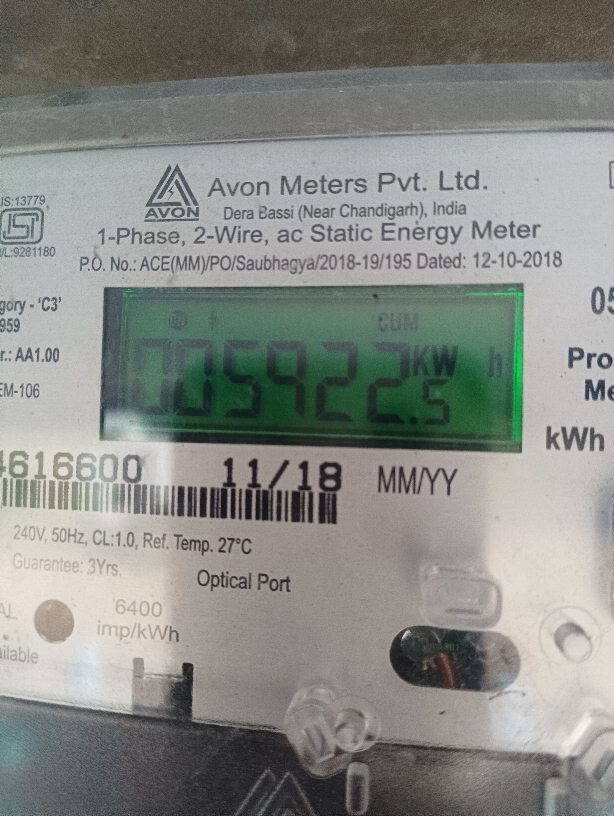 Avon Meters Pvt. Ltd.
AVON
Dera Bassi (Near Chandigarh), India
1-Phase, 2-Wire, ac Static Energy Meter
P.O. No.: ACE(MM)/PO/Saubhagya/2018-19/195 Dated: 12-10-2018
IS:13779
/L:9281180
gory - 'C3'
959
r.: AA1.00
EM-106
CUM
005922.5 KW h
05
Pro
Me
kWh
4616600 11/18 MM/YY
240V, 50Hz, CL:1.0, Ref. Temp. 27°C
Guarantee: 3Yrs.
Optical Port
AL
6400
imp/kWh
ailable